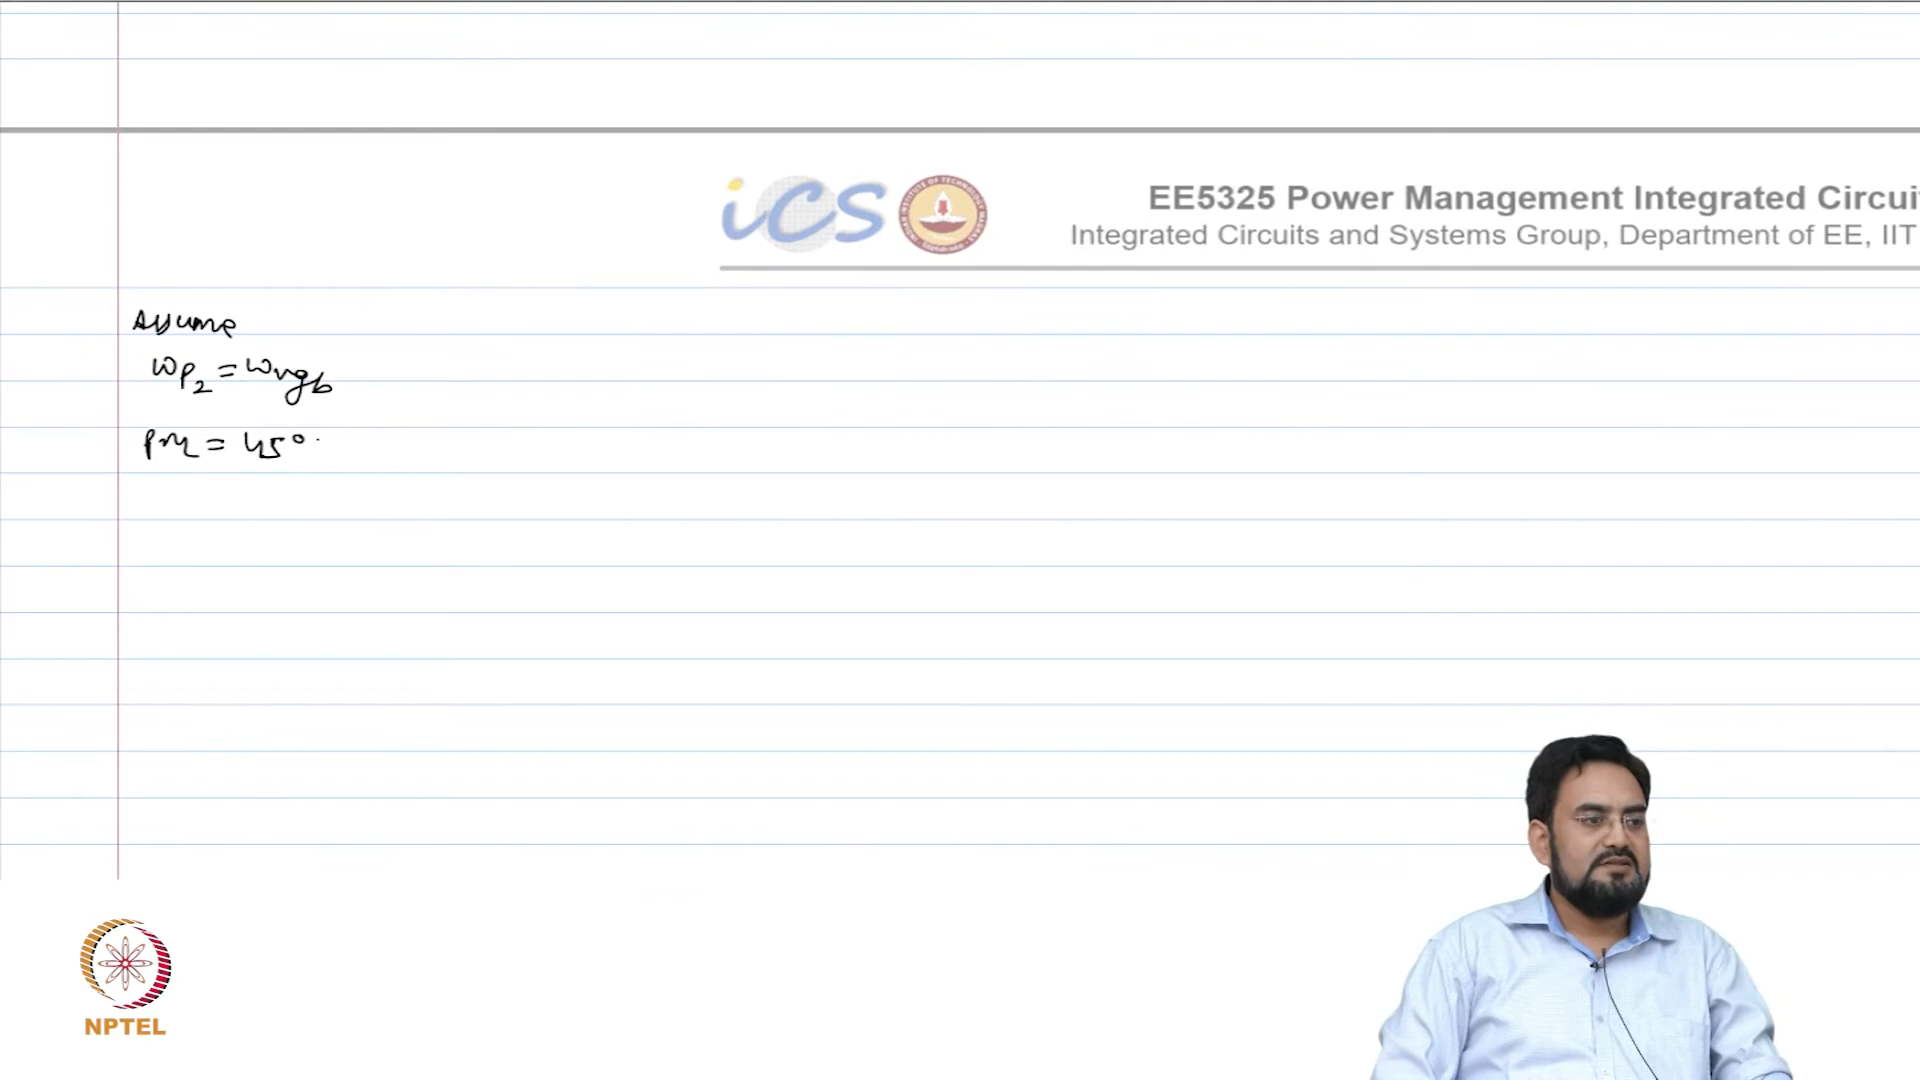 iCS
EE5325 Power Management Integrated Circui
Integrated Circuits and Systems Group, Department of EE, IIT
Assume
ωp2 = ωugb
PM = 45°.
NPTEL